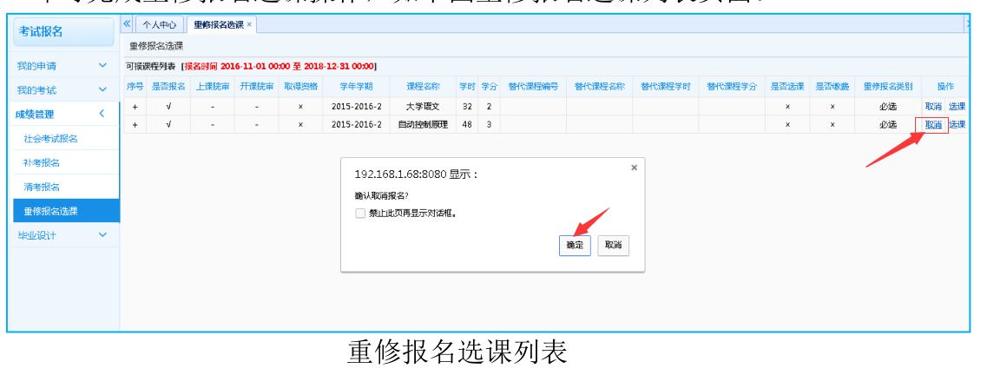 考试报名
个人中心 重修报名选课 ×
重修报名选课
我的申请
可报课程列表 [报名时间 2016-11-01 00:00 至 2018-12-31 00:00]
我的考试
序号 是否报名 上课院审 开课院审 取得资格 学年学期 课程名称 学时 学分 替代课程编号 替代课程名称 替代课程学时 替代课程学分 是否选课 是否缴费 重修报名类别 操作
成绩管理
+ √ - - × 2015-2016-2 大学语文 32 2 × × 必选 取消 选课
+ √ - - × 2015-2016-2 自动控制原理 48 3 × × 必选 取消 选课
社会考试报名
补考报名
清考报名
重修报名选课
毕业设计
192.168.1.68:8080 显示：
确认取消报名?
禁止此页再显示对话框。
确定 取消
重修报名选课列表